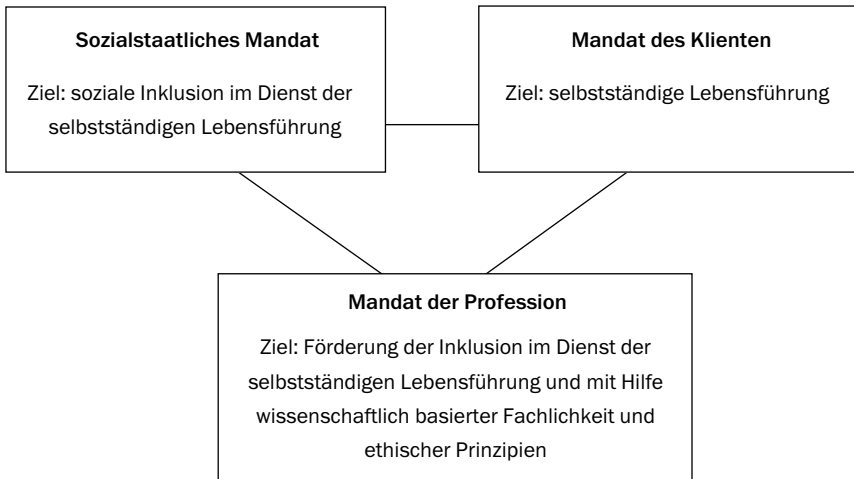 Sozialstaatliches Mandat
Ziel: soziale Inklusion im Dienst der
selbstständigen Lebensführung
Mandat des Klienten
Ziel: selbstständige Lebensführung
Mandat der Profession
Ziel: Förderung der Inklusion im Dienst der
selbstständigen Lebensführung und mit Hilfe
wissenschaftlich basierter Fachlichkeit und
ethischer Prinzipien